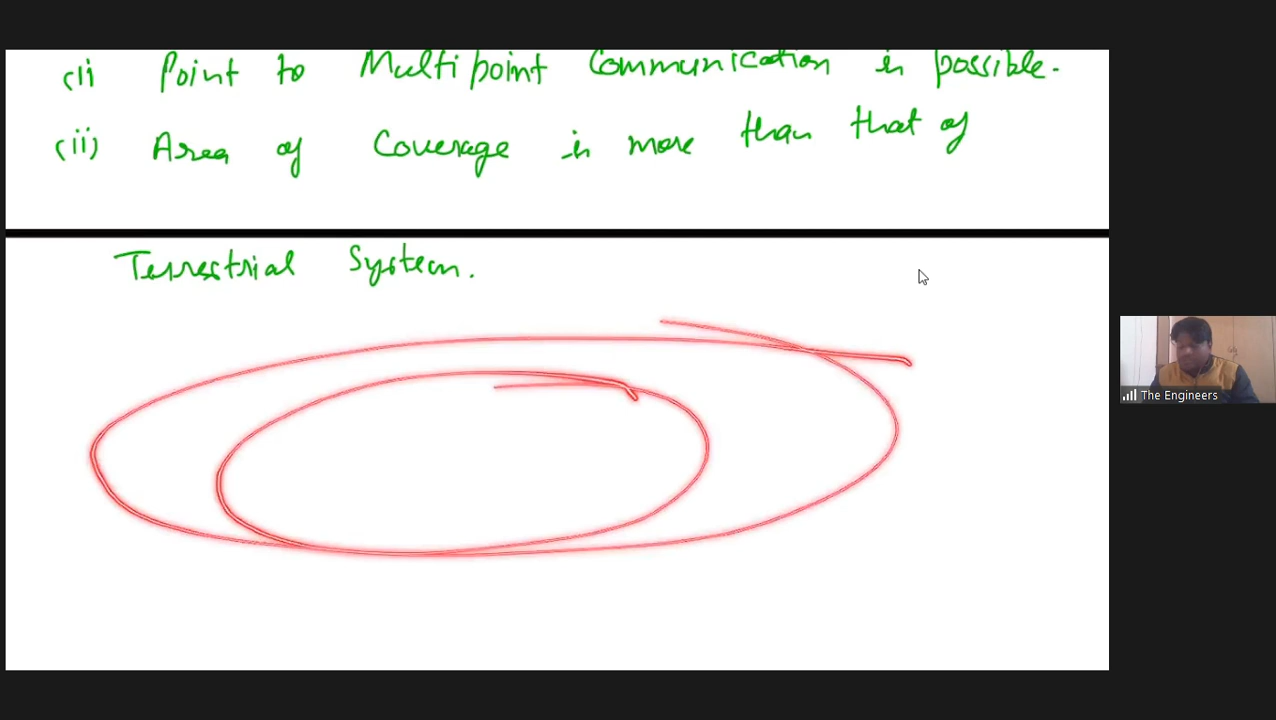 (i) Point to Multipoint Communication is possible.
(ii) Area of Coverage is more than that of
Terrestrial System.
The Engineers